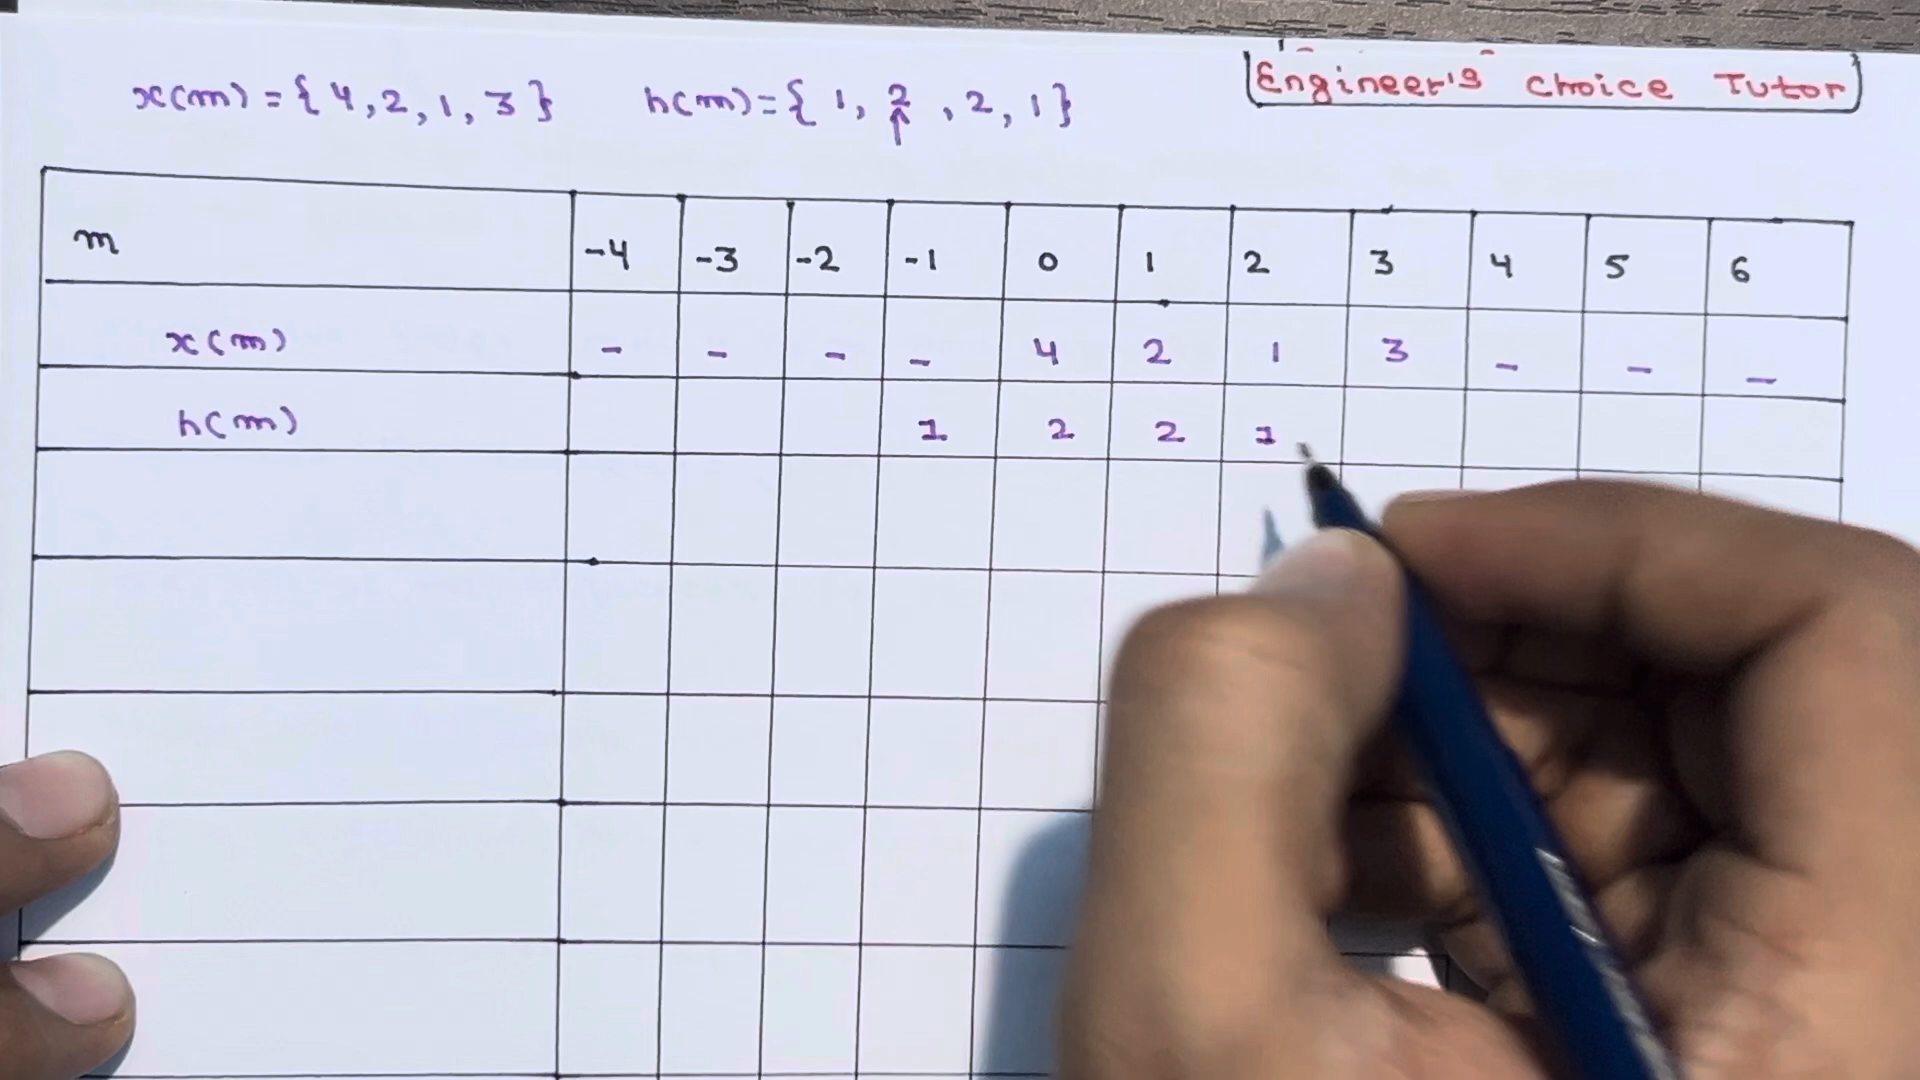 x(m) = { 4, 2, 1, 3 } h(m) = { 1, 2, 2, 1 }
↑
Engineer's choice Tutor
m -4 -3 -2 -1 0 1 2 3 4 5 6
x(m) - - - - 4 2 1 3 - - -
h(m) 1 2 2 1